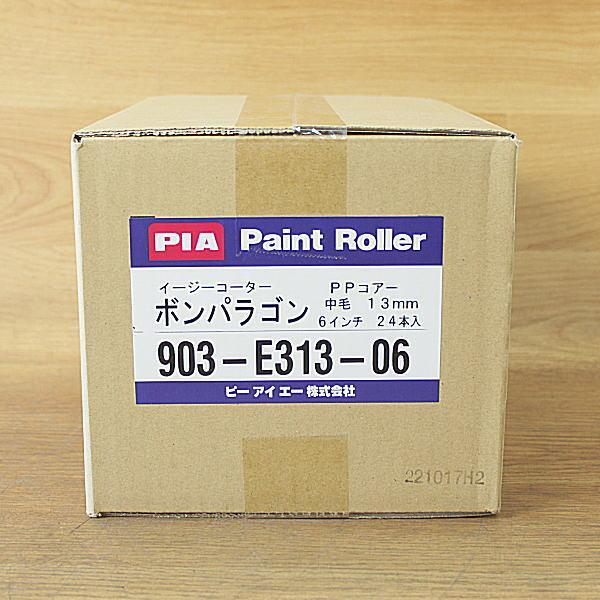 PIA Paint Roller
イージーコーター PPコアー
ボンパラゴン 中毛 13mm
6インチ 24本入
903-E313-06
ピー アイ エー 株式会社
221017H2